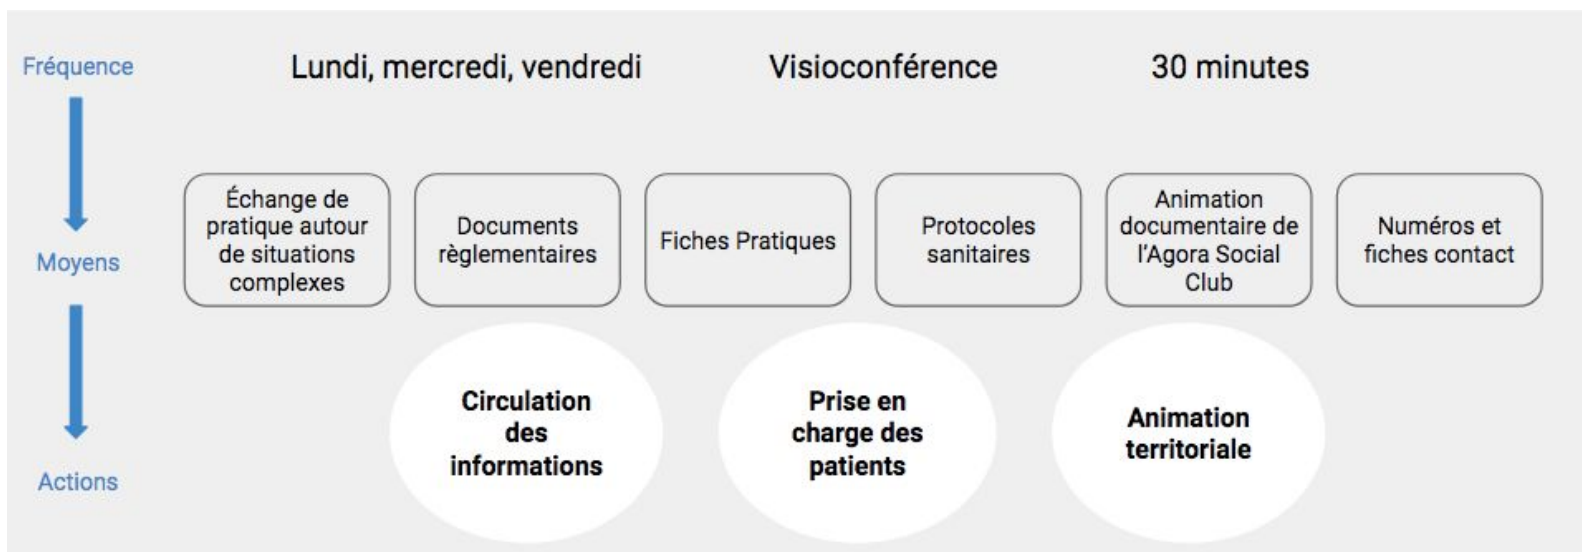 Fréquence
Lundi, mercredi, vendredi
Visioconférence
30 minutes
Moyens
Échange de
pratique autour
de situations
complexes
Documents
règlementaires
Fiches Pratiques
Protocoles
sanitaires
Animation
documentaire de
l'Agora Social
Club
Numéros et
fiches contact
Actions
Circulation
des
informations
Prise en
charge des
patients
Animation
territoriale